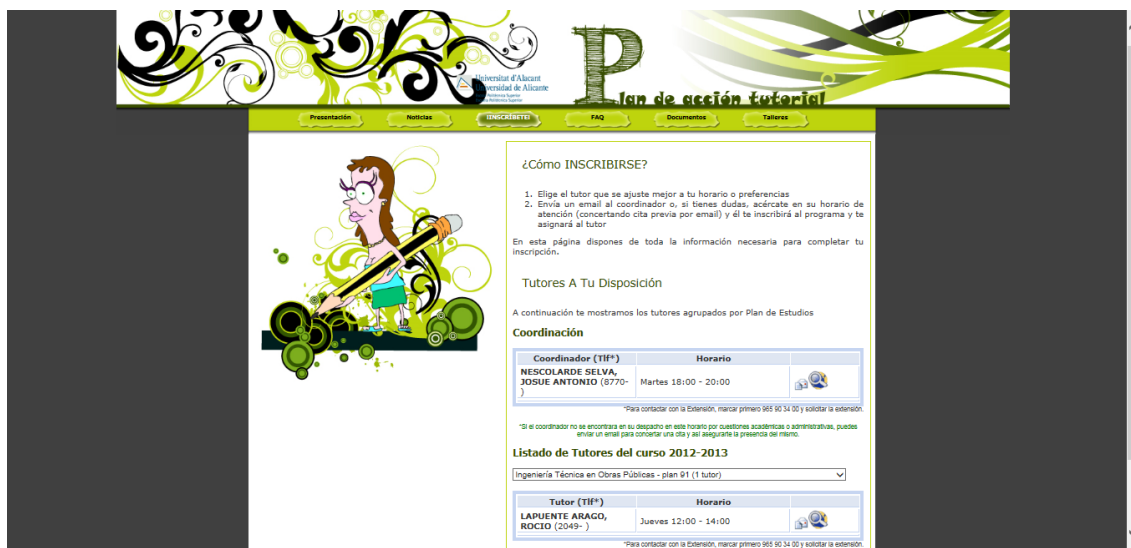 Universitat d'Alacant
Universidad de Alicante
Plan de acción tutorial
Presentación
Noticias
¡INSCRÍBETE!
FAQ
Documentos
Talleres
¿Cómo INSCRIBIRSE?
1. Elige el tutor que se ajuste mejor a tu horario o preferencias
2. Envía un email al coordinador o, si tienes dudas, acércate en su horario de
atención (concertando cita previa por email) y él te inscribirá al programa y te
asignará al tutor
En esta página dispones de toda la información necesaria para completar tu
inscripción.
Tutores A Tu Disposición
A continuación te mostramos los tutores agrupados por Plan de Estudios
Coordinación
Coordinador (Tlf*) Horario
NESCOLARDE SELVA,
JOSUE ANTONIO (8770-
) Martes 18:00 - 20:00
*Para contactar con la Extensión, marcar primero 965 90 34 00 y solicitar la extensión.
*Si el coordinador no se encontrara en su despacho en este horario por cuestiones académicas o administrativas, puedes
enviar un email para concertar una cita y así asegurarte la presencia del mismo.
Listado de Tutores del curso 2012-2013
Ingeniería Técnica en Obras Públicas - plan 91 (1 tutor)
Tutor (Tlf*) Horario
LAPUENTE ARAGO,
ROCIO (2049- ) Jueves 12:00 - 14:00
*Para contactar con la Extensión, marcar primero 965 90 34 00 y solicitar la extensión.